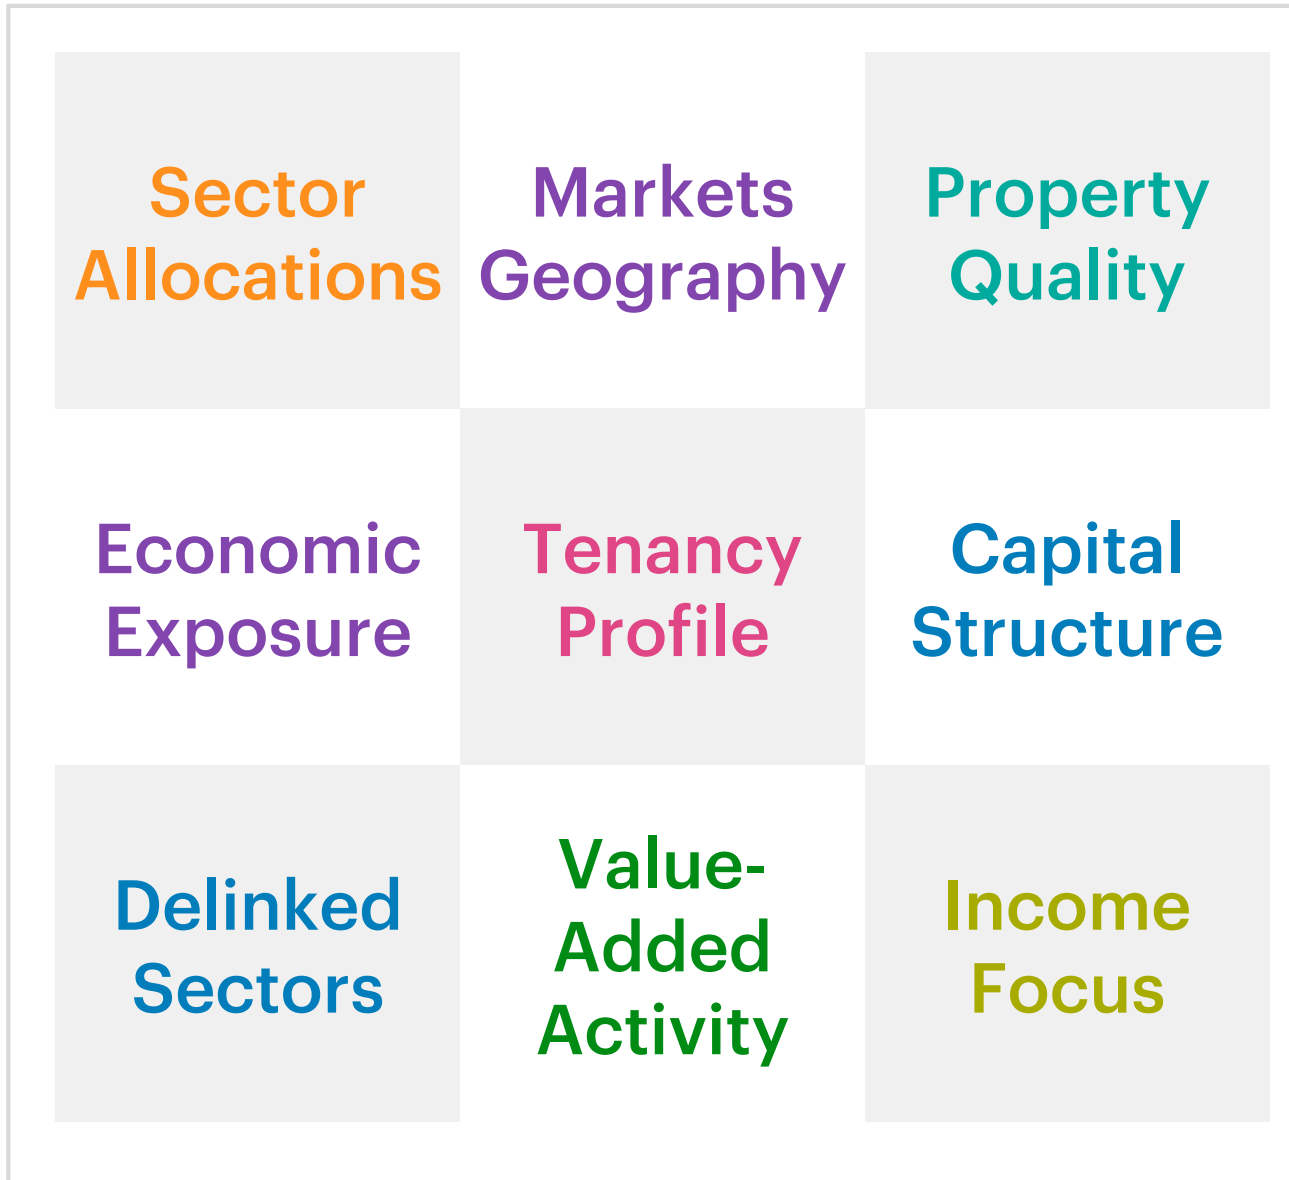 Sector
Allocations
Markets
Geography
Property
Quality
Economic
Exposure
Tenancy
Profile
Capital
Structure
Delinked
Sectors
Value-
Added
Activity
Income
Focus